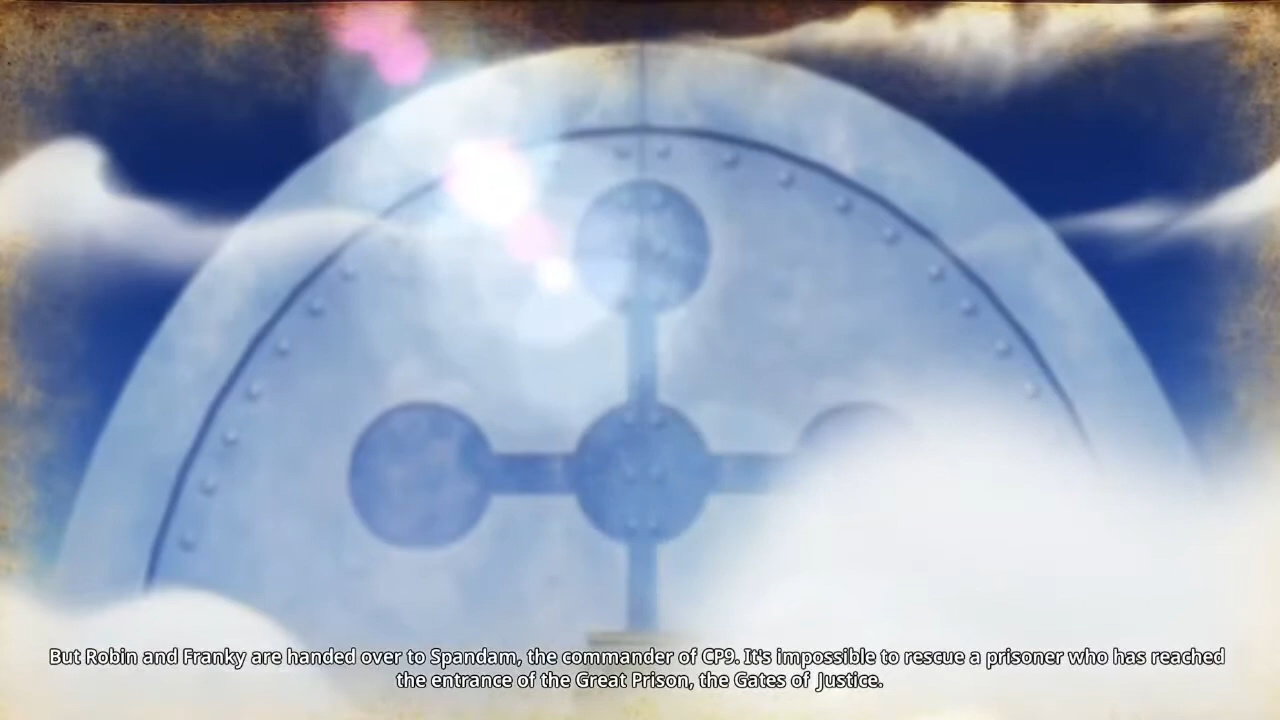 But Robin and Franky are handed over to Spandam, the commander of CP9. It's impossible to rescue a prisoner who has reached
the entrance of the Great Prison, the Gates of Justice.